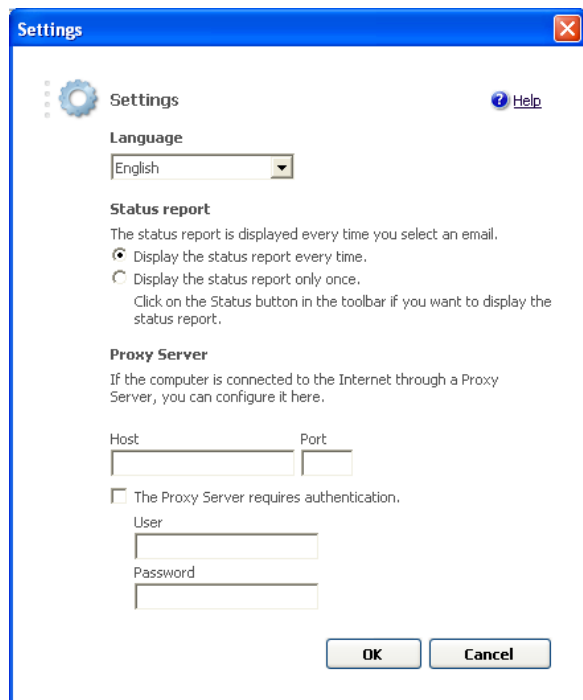 Settings
Settings
Help
Language
English
Status report
The status report is displayed every time you select an email.
Display the status report every time.
Display the status report only once.
Click on the Status button in the toolbar if you want to display the
status report.
Proxy Server
If the computer is connected to the Internet through a Proxy
Server, you can configure it here.
Host Port
The Proxy Server requires authentication.
User
Password
OK Cancel